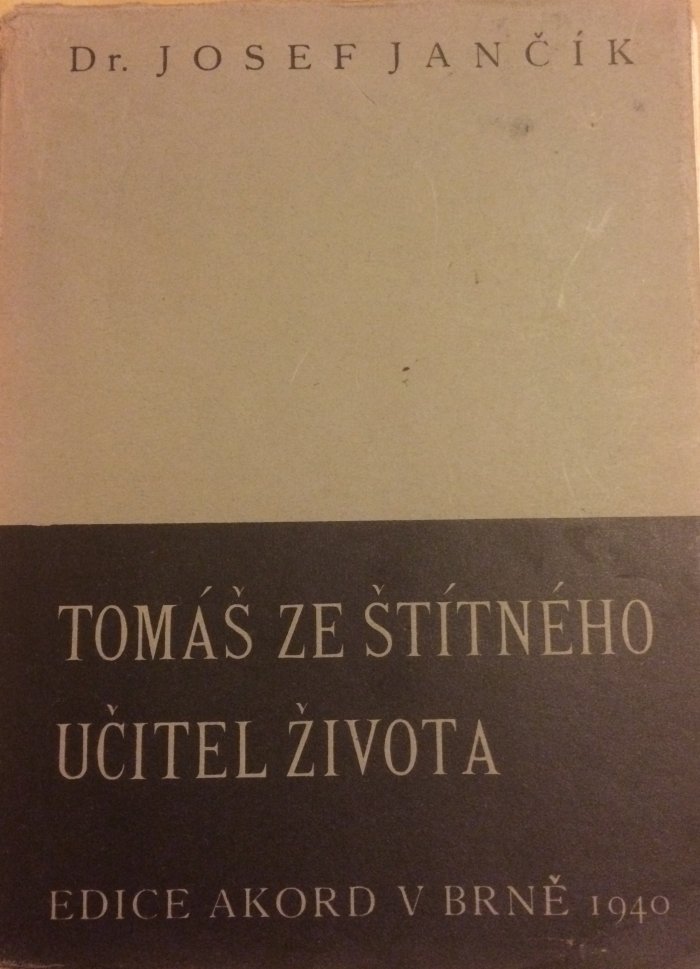 Dr. JOSEF JANČÍK
TOMÁŠ ZE ŠTÍTNÉHO
UČITEL ŽIVOTA
EDICE AKORD V BRNĚ 1940